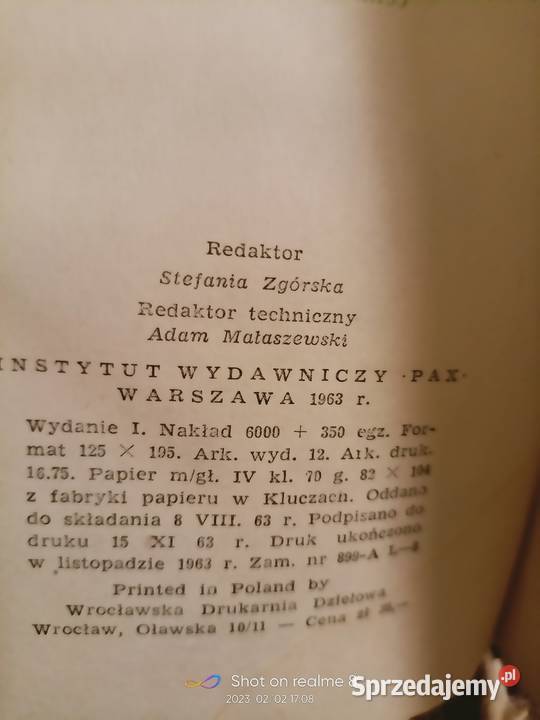 Redaktor
Stefania Zgórska
Redaktor techniczny
Adam Mataszewski
INSTYTUT WYDAWNICZY ·PAX·
WARSZAWA 1963 r.
Wydanie I. Nakład 6000 + 350 egz. For-
mat 125 × 195. Ark. wyd. 12. Ark. druk.
16.75. Papier m/gł. IV kl. 70 g. 82 × 104
z fabryki papieru w Kluczach. Oddano
do składania 8 VIII. 63 r. Podpisano do
druku 15 XI 63 r. Druk ukończono
w listopadzie 1963 r. Zam. nr 899-A
Printed in Poland by
Wrocławska Drukarnia Dziełowa
Wrocław, Oławska 10/11 — Cena zł
Shot on realme 8
2023. 02. 02 17:08
Sprzedajemy.pl